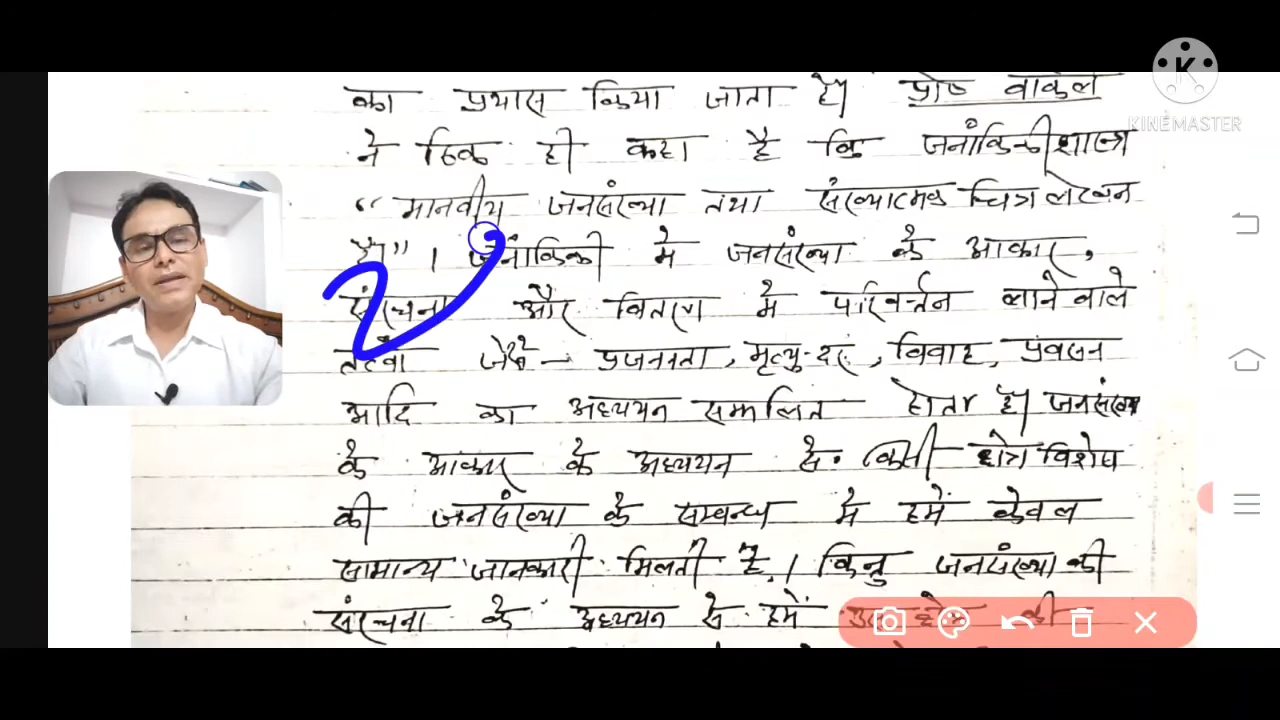 का प्रयास किया जाता है। प्रो० वाकल
KINEMASTER
ने ठिक ही कहा है कि जनांकिकीशास्त्र
“मानवीय जनसंख्या तथा संख्यात्मक चित्र लेखन
है”। जनांकिकी मे जनसंख्या के आकार,
संरचना और वितरण मे परिवर्त्तन लाने वाले
तत्वों जैसे — प्रजननता, मृत्यु-दर, विवाह, प्रवसन
आदि का अध्ययन सम्मलित होता है। जनसंख्या
के आकार के अध्ययन से किसी क्षेत्र विशेष
की जनसंख्या के सम्बन्ध मे हमें केवल
सामान्य जानकारी मिलती है। किन्तु जनसंख्या की
संरचना के अध्ययन से हमें की